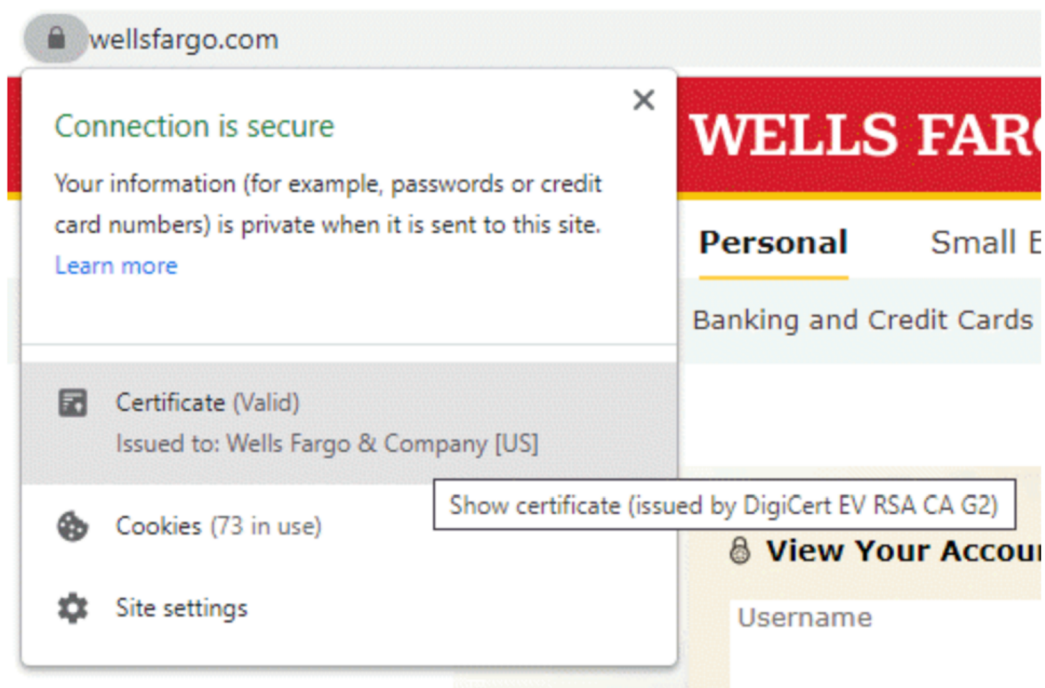 wellsfargo.com
Connection is secure
Your information (for example, passwords or credit
card numbers) is private when it is sent to this site.
Learn more
Certificate (Valid)
Issued to: Wells Fargo & Company [US]
Show certificate (issued by DigiCert EV RSA CA G2)
Cookies (73 in use)
Site settings
WELLS
Personal
Small
Banking and Credit Cards
View Your
Username